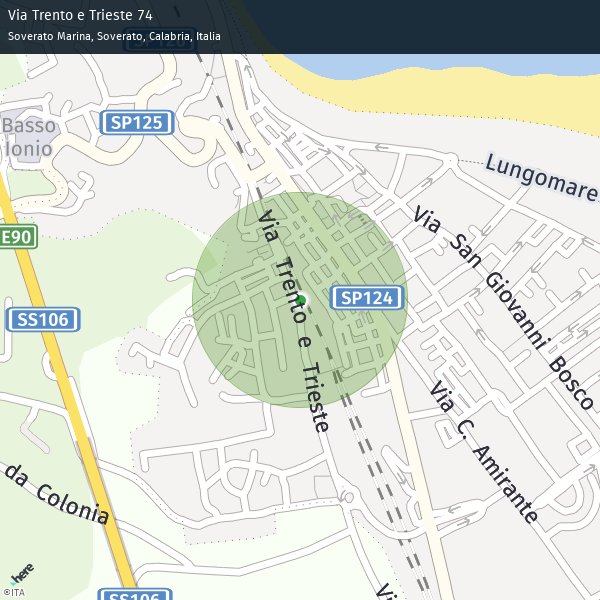 Via Trento e Trieste 74
Soverato Marina, Soverato, Calabria, Italia
SP125
Basso
Ionio
Lungomare
E90
Via San Giovanni Bosco
Via Trento e Trieste
SP124
SS106
Via C. Amirante
da Colonia
here
©ITA
SS106